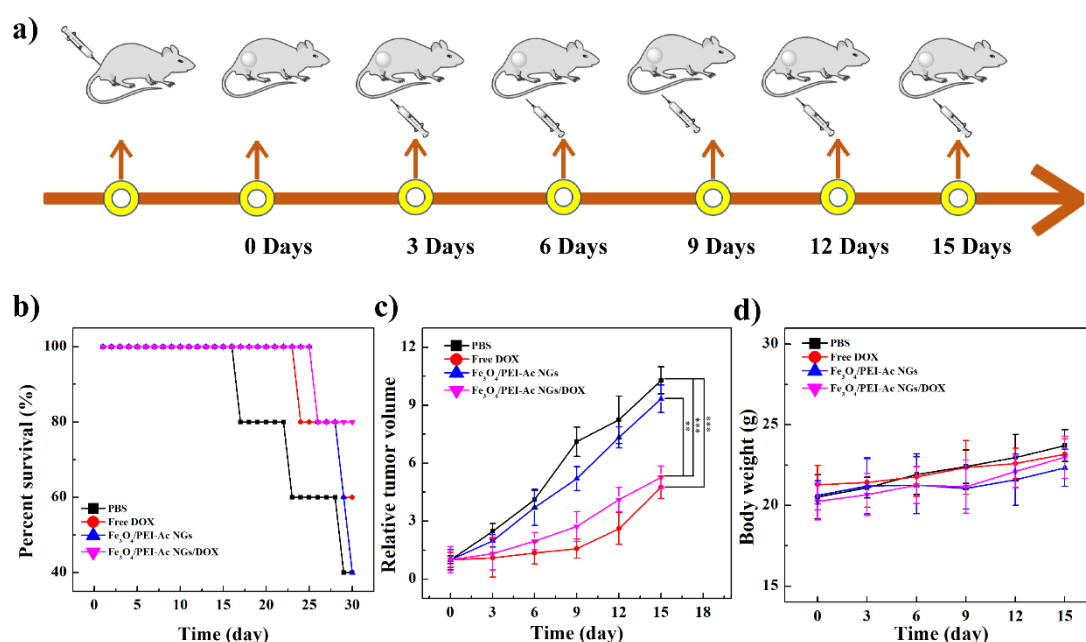 a)
0 Days 3 Days 6 Days 9 Days 12 Days 15 Days
b)
Percent survival (%)
100
80
60
40
0 5 10 15 20 25 30
Time (day)
PBS
Free DOX
Fe₃O₄/PEI-Ac NGs
Fe₃O₄/PEI-Ac NGs/DOX
c)
Relative tumor volume
12
9
6
3
0
0 3 6 9 12 15 18
Time (day)
PBS
Free DOX
Fe₃O₄/PEI-Ac NGs
Fe₃O₄/PEI-Ac NGs/DOX
**
***
***
d)
Body weight (g)
30
25
20
15
0 3 6 9 12 15
Time (day)
PBS
Free DOX
Fe₃O₄/PEI-Ac NGs
Fe₃O₄/PEI-Ac NGs/DOX